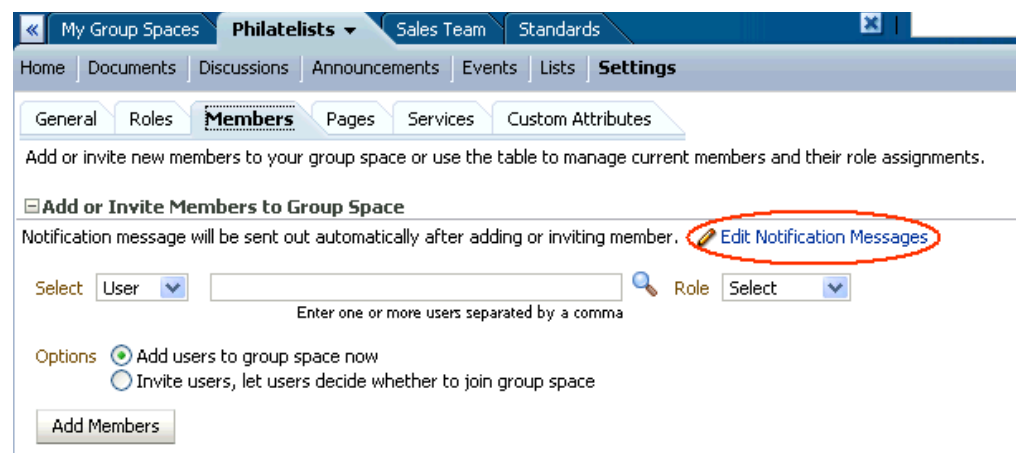 « My Group Spaces Philatelists Sales Team Standards
Home Documents Discussions Announcements Events Lists Settings
General Roles Members Pages Services Custom Attributes
Add or invite new members to your group space or use the table to manage current members and their role assignments.
Add or Invite Members to Group Space
Notification message will be sent out automatically after adding or inviting member. Edit Notification Messages
Select User Role Select
Enter one or more users separated by a comma
Options Add users to group space now
Invite users, let users decide whether to join group space
Add Members